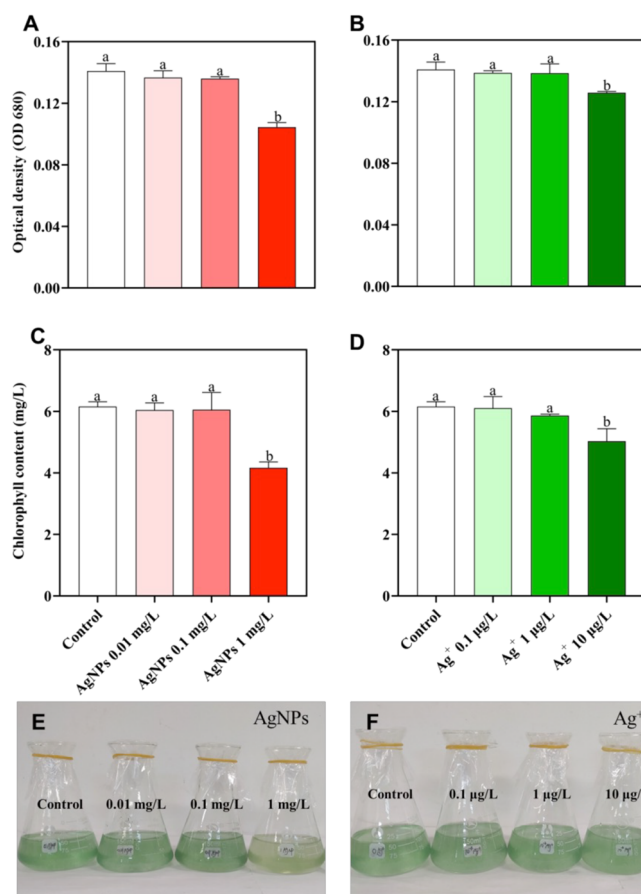 A
Optical density (OD 680)
0.16
0.12
0.08
0.04
0.00
a
a
a
b
B
0.16
0.12
0.08
0.04
0.00
a
a
a
b
C
Chlorophyll content (mg/L)
8
6
4
2
0
a
a
a
b
Control
AgNPs 0.01 mg/L
AgNPs 0.1 mg/L
AgNPs 1 mg/L
D
8
6
4
2
0
a
a
a
b
Control
Ag⁺ 0.1 µg/L
Ag⁺ 1 µg/L
Ag⁺ 10 µg/L
E
AgNPs
Control
0.01 mg/L
0.1 mg/L
1 mg/L
F
Ag⁺
Control
0.1 µg/L
1 µg/L
10 µg/